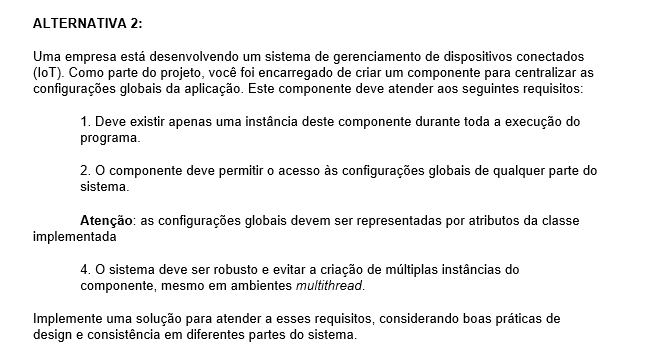 ALTERNATIVA 2:
Uma empresa está desenvolvendo um sistema de gerenciamento de dispositivos conectados
(IoT). Como parte do projeto, você foi encarregado de criar um componente para centralizar as
configurações globais da aplicação. Este componente deve atender aos seguintes requisitos:
1. Deve existir apenas uma instância deste componente durante toda a execução do
programa.
2. O componente deve permitir o acesso às configurações globais de qualquer parte do
sistema.
Atenção: as configurações globais devem ser representadas por atributos da classe
implementada
4. O sistema deve ser robusto e evitar a criação de múltiplas instâncias do
componente, mesmo em ambientes multithread.
Implemente uma solução para atender a esses requisitos, considerando boas práticas de
design e consistência em diferentes partes do sistema.